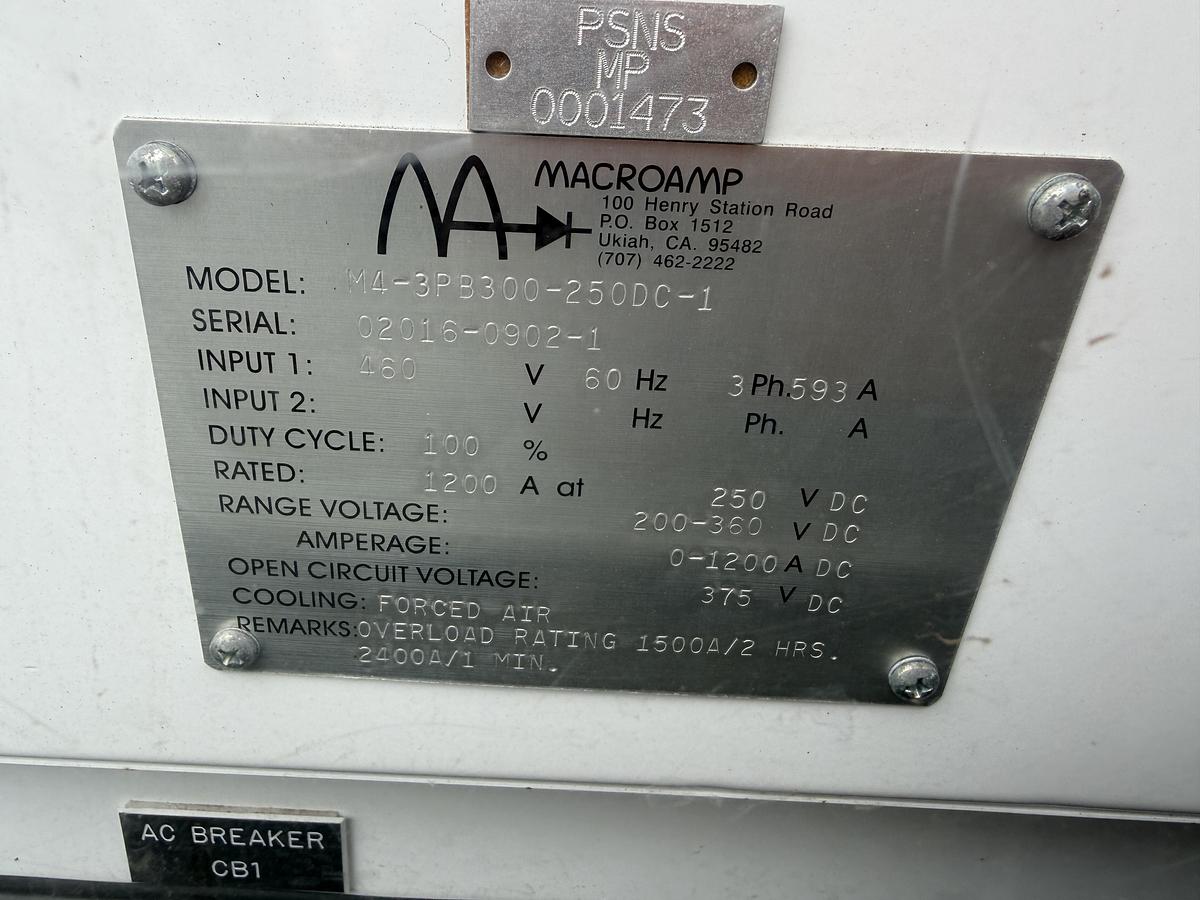 PSNS
MP
0001473
MACROAMP
100 Henry Station Road
P.O. Box 1512
Ukiah, CA. 95482
(707) 462-2222
MODEL: M4-3PB300-250DC-1
SERIAL: 02016-0902-1
INPUT 1: 460 V 60 Hz 3 Ph. 593 A
INPUT 2: V Hz Ph. A
DUTY CYCLE: 100 %
RATED: 1200 A at 250 V DC
RANGE VOLTAGE: 200-360 V DC
AMPERAGE: 0-1200 A DC
OPEN CIRCUIT VOLTAGE: 375 V DC
COOLING: FORCED AIR
REMARKS: OVERLOAD RATING 1500A/2 HRS.
2400A/1 MIN.
AC BREAKER
CB1